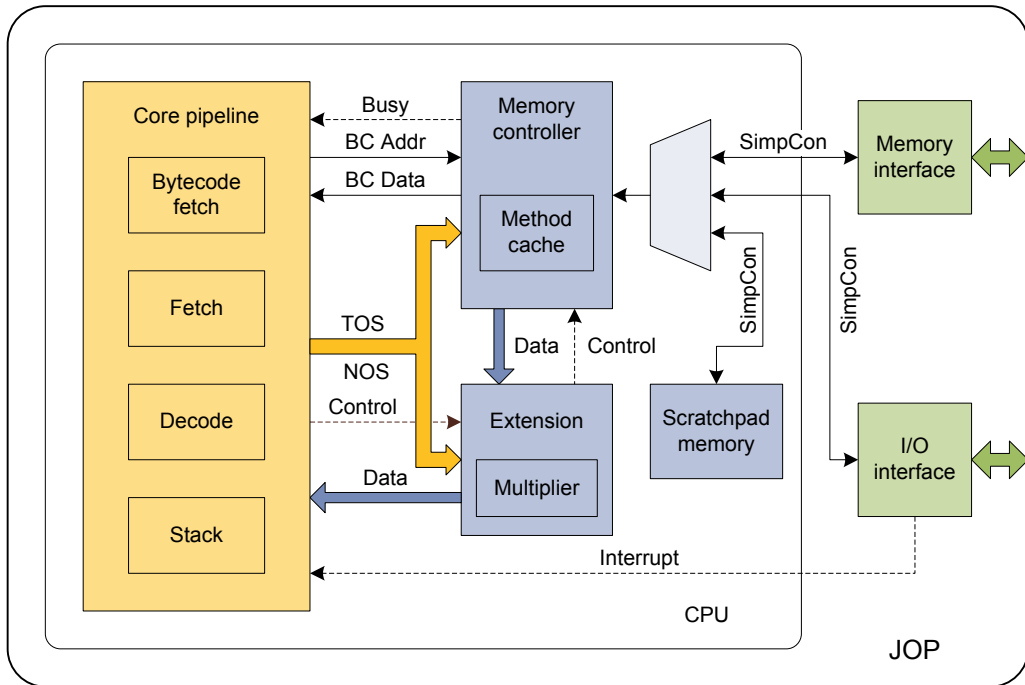 Core pipeline
Bytecode
fetch
Fetch
Decode
Stack
Busy
BC Addr
BC Data
TOS
NOS
Control
Data
Memory
controller
Method
cache
Data
Control
Extension
Multiplier
SimpCon
SimpCon
SimpCon
Scratchpad
memory
Memory
interface
I/O
interface
Interrupt
CPU
JOP